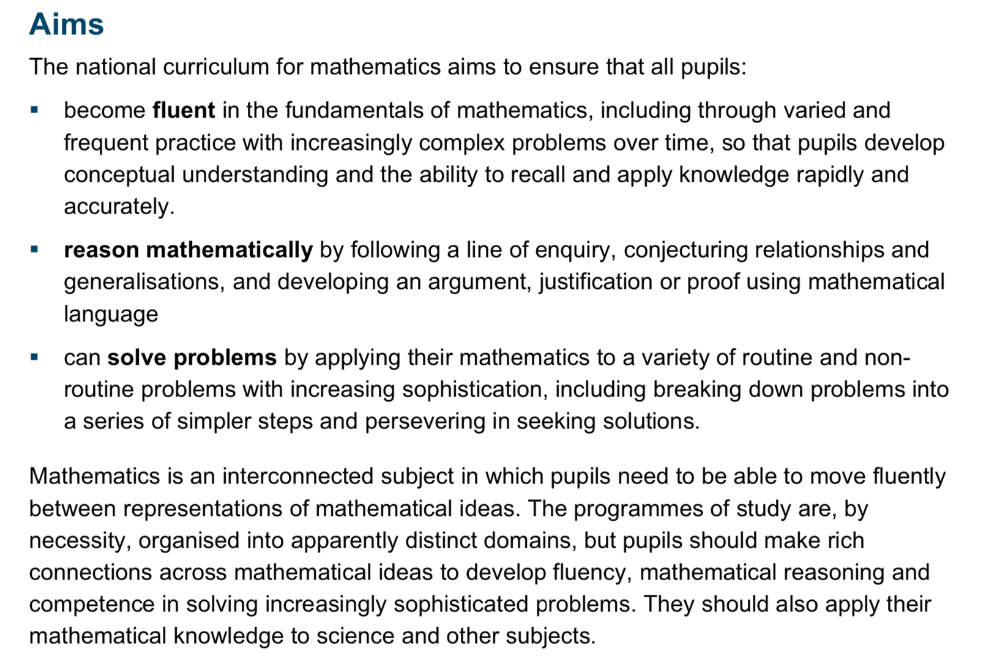 Aims
The national curriculum for mathematics aims to ensure that all pupils:
▪ become fluent in the fundamentals of mathematics, including through varied and
frequent practice with increasingly complex problems over time, so that pupils develop
conceptual understanding and the ability to recall and apply knowledge rapidly and
accurately.
▪ reason mathematically by following a line of enquiry, conjecturing relationships and
generalisations, and developing an argument, justification or proof using mathematical
language
▪ can solve problems by applying their mathematics to a variety of routine and non-
routine problems with increasing sophistication, including breaking down problems into
a series of simpler steps and persevering in seeking solutions.
Mathematics is an interconnected subject in which pupils need to be able to move fluently
between representations of mathematical ideas. The programmes of study are, by
necessity, organised into apparently distinct domains, but pupils should make rich
connections across mathematical ideas to develop fluency, mathematical reasoning and
competence in solving increasingly sophisticated problems. They should also apply their
mathematical knowledge to science and other subjects.